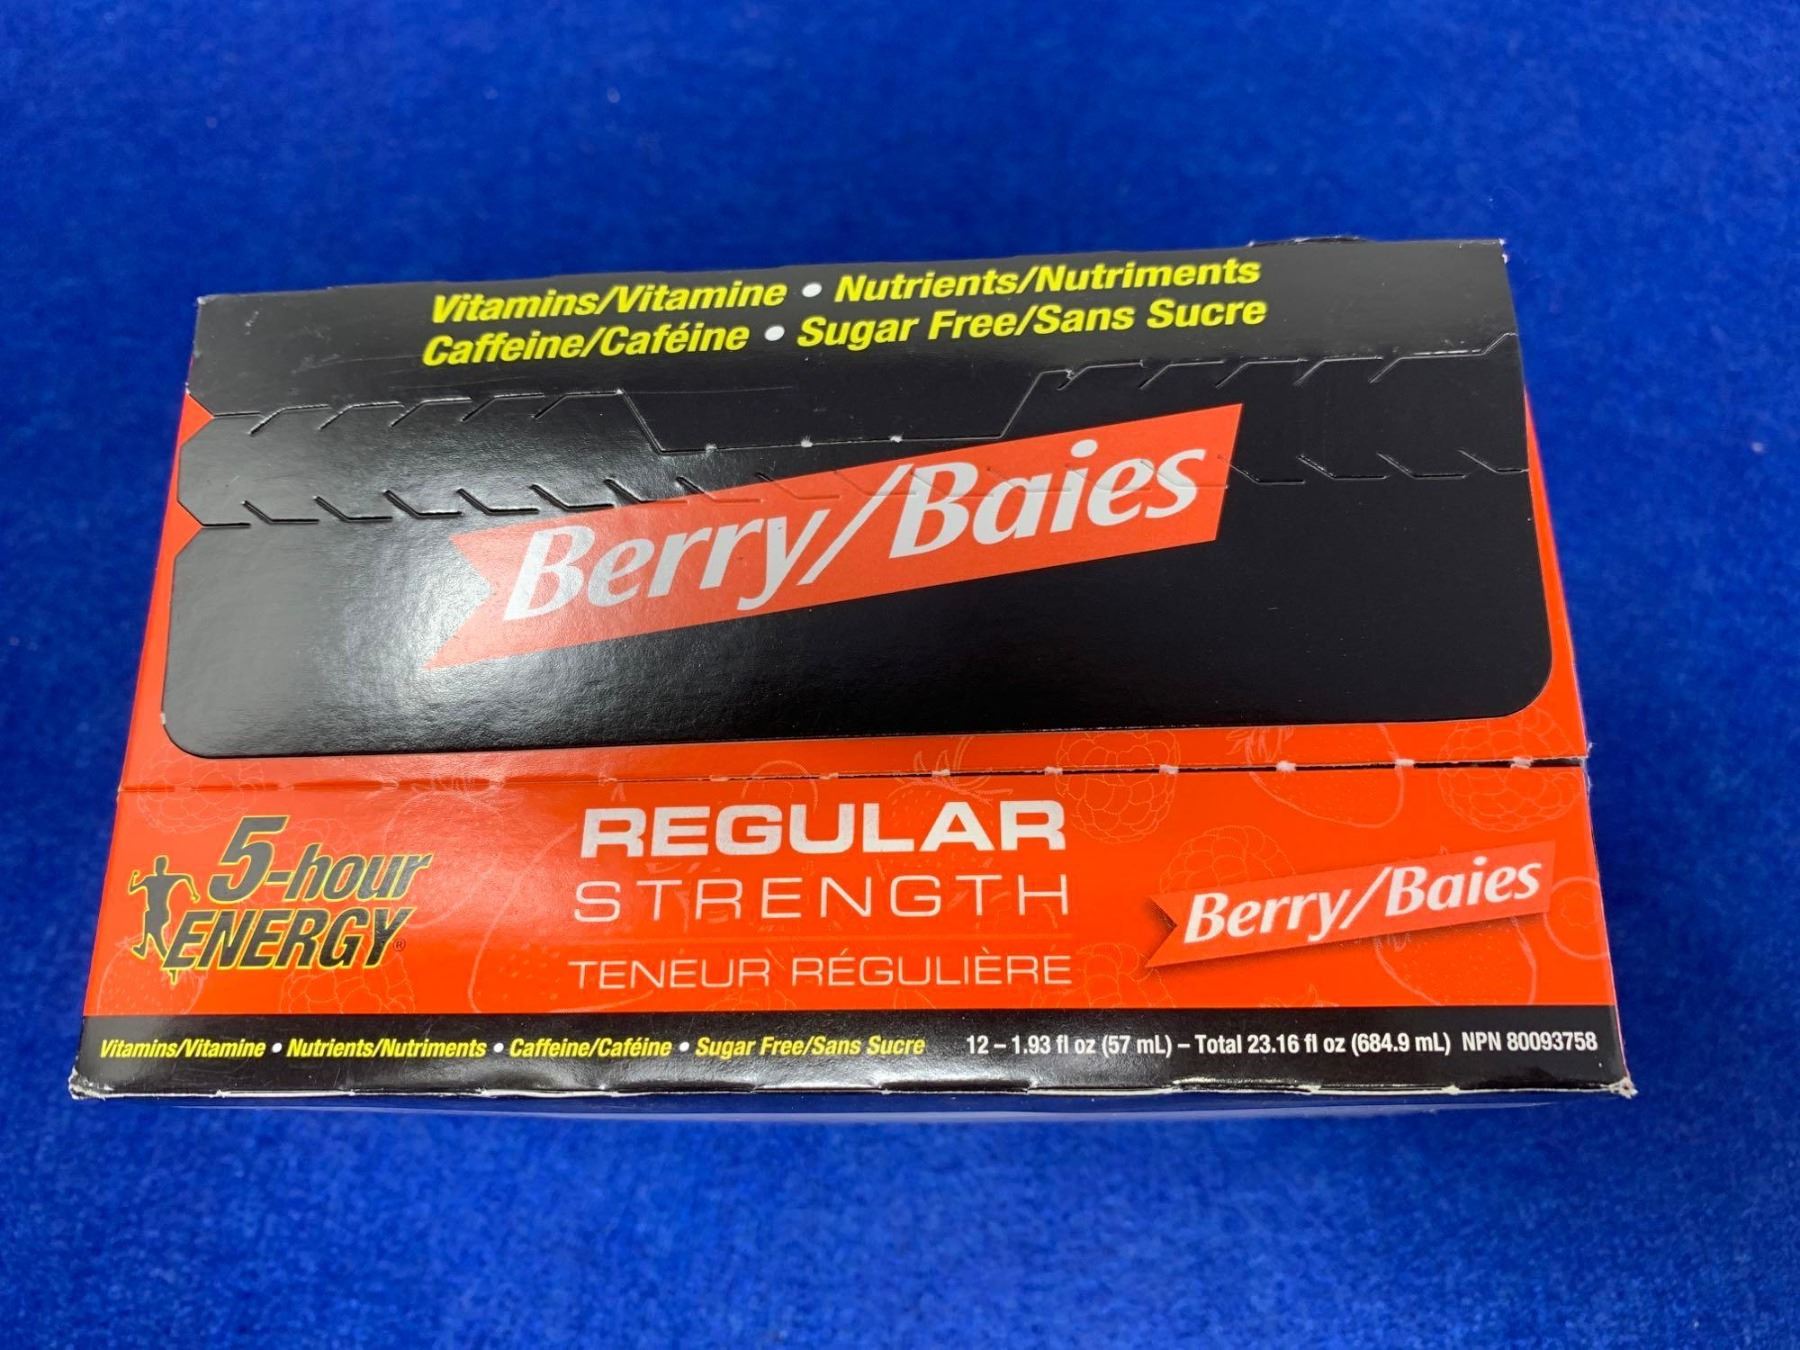 Vitamins/Vitamine • Nutrients/Nutriments
Caffeine/Caféine • Sugar Free/Sans Sucre
Berry/Baies
5-hour
ENERGY®
REGULAR
STRENGTH
TENEUR RÉGULIÈRE
Berry/Baies
Vitamins/Vitamine • Nutrients/Nutriments • Caffeine/Caféine • Sugar Free/Sans Sucre
12 – 1.93 fl oz (57 mL) – Total 23.16 fl oz (684.9 mL) NPN 80093758